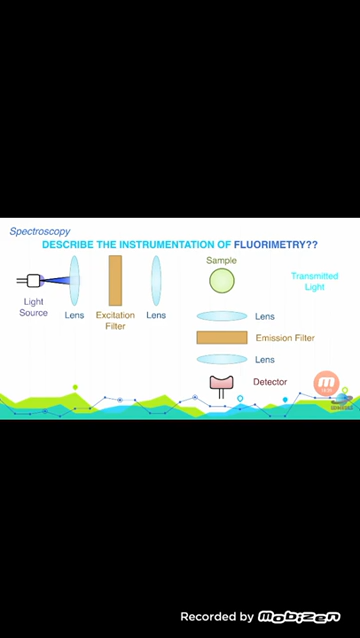 Spectroscopy
DESCRIBE THE INSTRUMENTATION OF FLUORIMETRY??
Sample
Transmitted
Light
Light
Source
Lens
Excitation
Filter
Lens
Lens
Emission Filter
Lens
Detector
Recorded by Mobizen